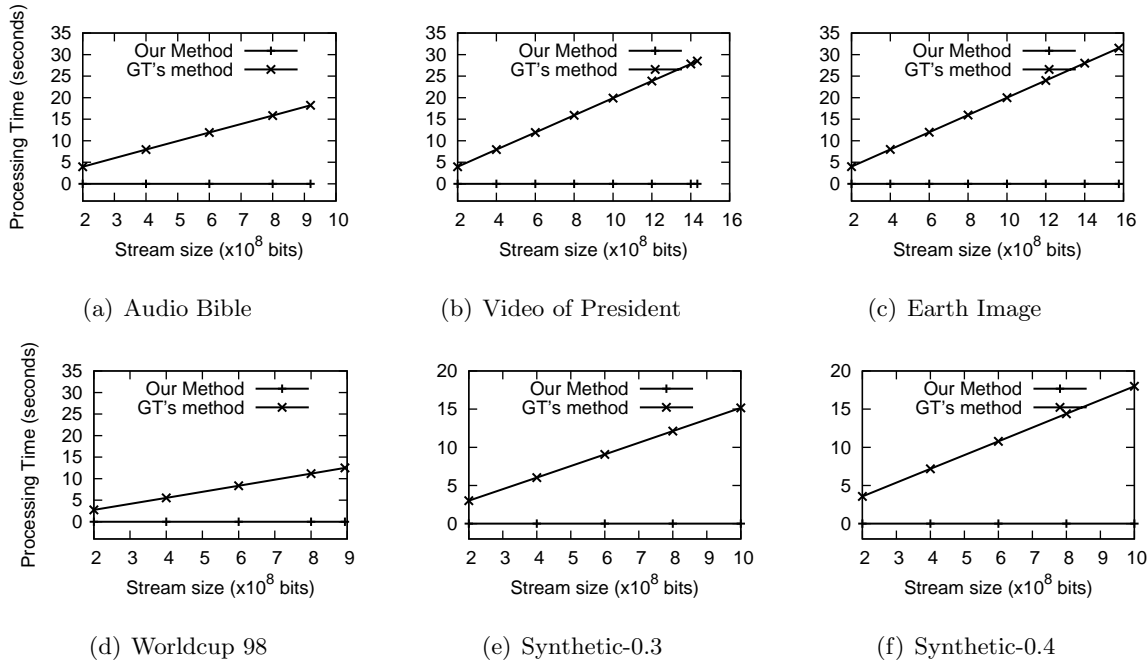 35
30
25
20
15
10
5
0
2 3 4 5 6 7 8 9 10
Processing Time (seconds)
Stream size (x10^8 bits)
Our Method
GT's method
(a) Audio Bible
35
30
25
20
15
10
5
0
2 4 6 8 10 12 14 16
Stream size (x10^8 bits)
Our Method
GT's method
(b) Video of President
35
30
25
20
15
10
5
0
2 4 6 8 10 12 14 16
Stream size (x10^8 bits)
Our Method
GT's method
(c) Earth Image
35
30
25
20
15
10
5
0
2 3 4 5 6 7 8 9
Processing Time (seconds)
Stream size (x10^8 bits)
Our Method
GT's method
(d) Worldcup 98
20
15
10
5
0
2 3 4 5 6 7 8 9 10
Stream size (x10^8 bits)
Our Method
GT's method
(e) Synthetic-0.3
20
15
10
5
0
2 3 4 5 6 7 8 9 10
Stream size (x10^8 bits)
Our Method
GT's method
(f) Synthetic-0.4